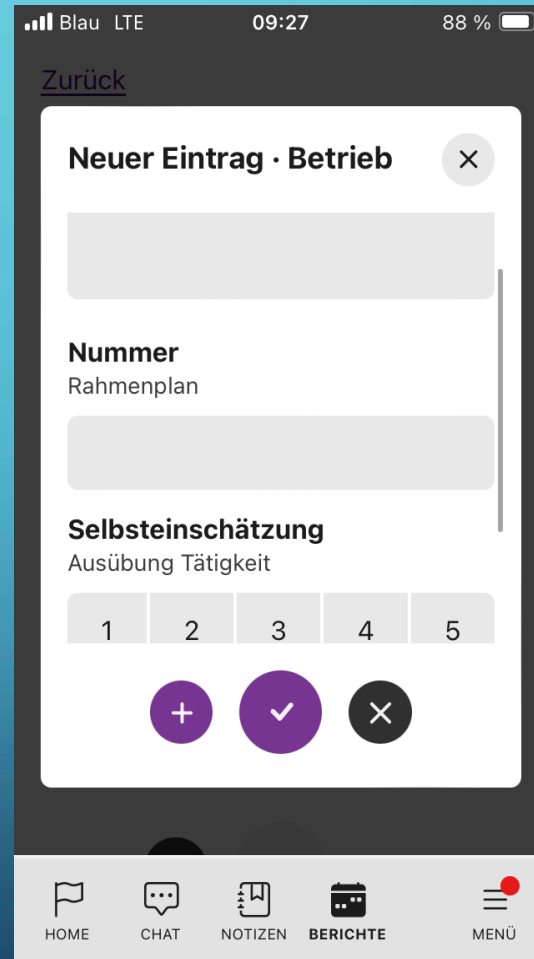 Blau LTE 09:27 88 %
Zurück
Neuer Eintrag · Betrieb
Nummer
Rahmenplan
Selbsteinschätzung
Ausübung Tätigkeit
1 2 3 4 5
HOME CHAT NOTIZEN BERICHTE MENÜ